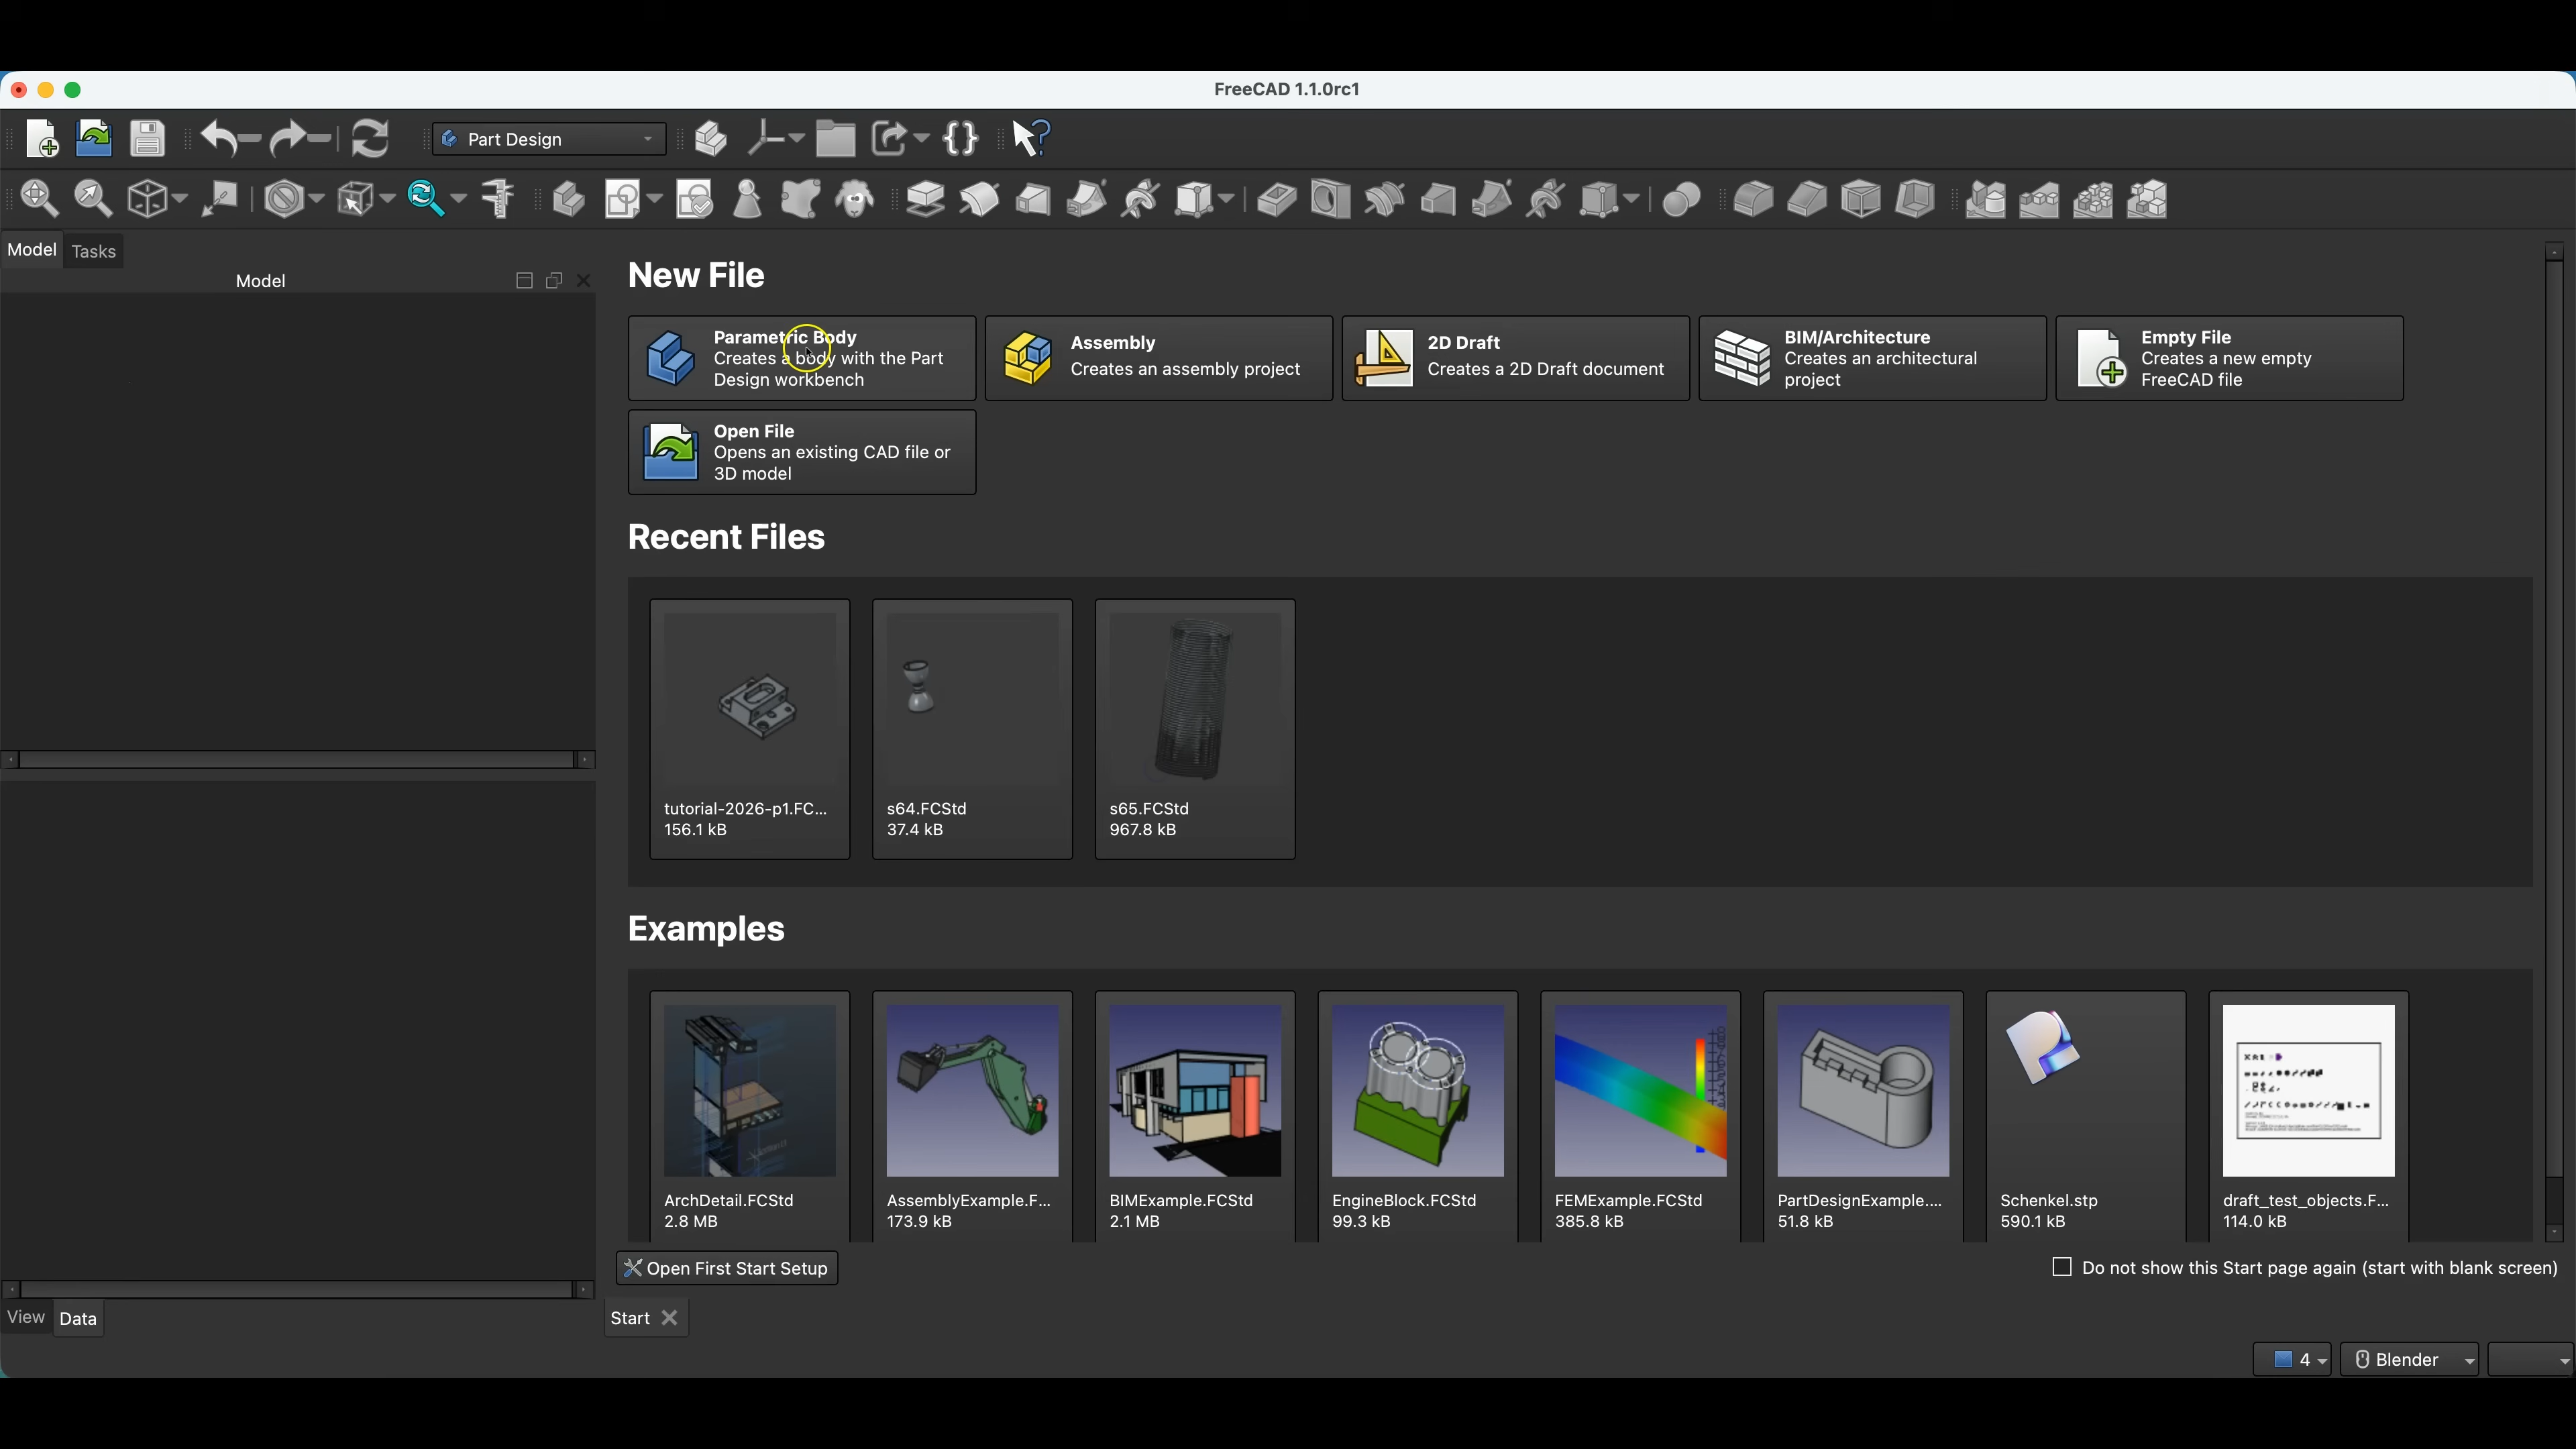 FreeCAD 1.1.0rc1
Part Design
Model
Tasks
Model
New File
Parametric Body
Creates a body with the Part
Design workbench
Assembly
Creates an assembly project
2D Draft
Creates a 2D Draft document
BIM/Architecture
Creates an architectural
project
Empty File
Creates a new empty
FreeCAD file
Open File
Opens an existing CAD file or
3D model
Recent Files
tutorial-2026-p1.FC...
156.1 kB
s64.FCStd
37.4 kB
s65.FCStd
967.8 kB
Examples
ArchDetail.FCStd
2.8 MB
AssemblyExample.F...
173.9 kB
BIMExample.FCStd
2.1 MB
EngineBlock.FCStd
99.3 kB
FEMExample.FCStd
385.8 kB
PartDesignExample....
51.8 kB
Schenkel.stp
590.1 kB
draft_test_objects.F...
114.0 kB
Open First Start Setup
Do not show this Start page again (start with blank screen)
View
Data
Start
4
Blender